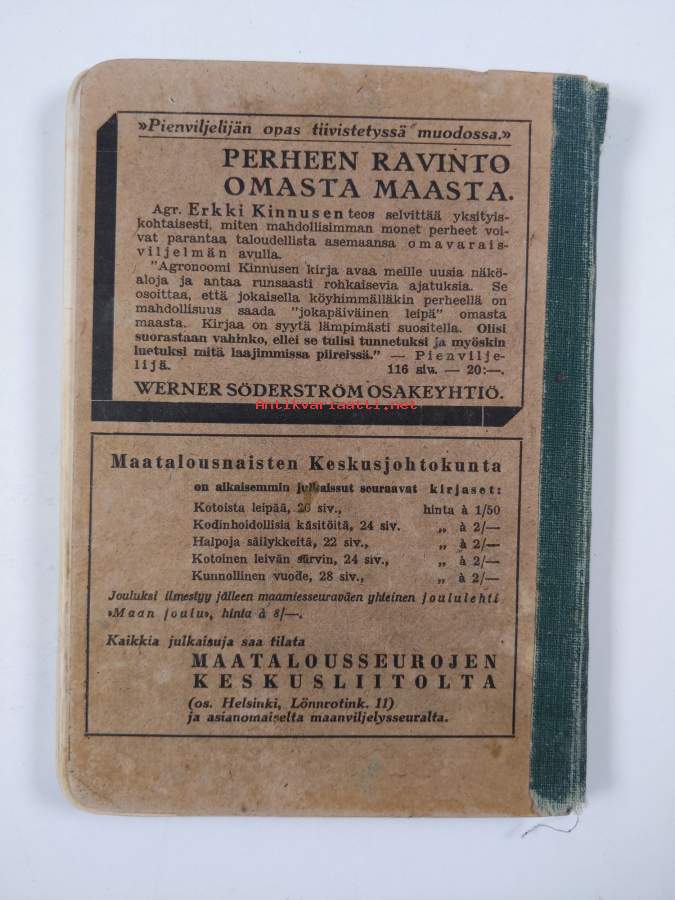 »Pienviljelijän opas tiivistetyssä muodossa.»
PERHEEN RAVINTO
OMASTA MAASTA.
Agr. Erkki Kinnusen teos selvittää yksityis-
kohtaisesti, miten mahdollisimman monet perheet voi-
vat parantaa taloudellista asemaansa omavarais-
viljelmän avulla.
"Agronoomi Kinnusen kirja avaa meille uusia näkö-
aloja ja antaa runsaasti rohkaisevia ajatuksia. Se
osoittaa, että jokaisella köyhimmälläkin perheellä on
mahdollisuus saada "jokapäiväinen leipä" omasta
maasta. Kirjaa on syytä lämpimästi suositella. Olisi
suorastaan vahinko, ellei se tulisi tunnetuksi ja myöskin
luetuksi mitä laajimmissa piireissä." — Pienvilje-
lijä. 116 siv. — 20:—.
WERNER SÖDERSTRÖM OSAKEYHTIÖ.
Antikvariaatti.net
Maatalousnaisten Keskusjohtokunta
on aikaisemmin julkaissut seuraavat kirjaset:
Kotoista leipää, 20 siv., hinta à 1/50
Kodinhoidollisia käsitöitä, 24 siv. „ à 2/—
Halpoja säilykkeitä, 22 siv., „ à 2/—
Kotoinen leivän särvin, 24 siv., „ à 2/—
Kunnollinen vuode, 28 siv., „ à 2/—
Jouluksi ilmestyy jälleen maamiesseuraväen yhteinen joululehti
»Maan joulu», hinta à 8/—.
Kaikkia julkaisuja saa tilata
MAATALOUSSEUROJEN
KESKUSLIITOLTA
(os. Helsinki, Lönnrotink. 11)
ja asianomaiselta maanviljelysseuralta.